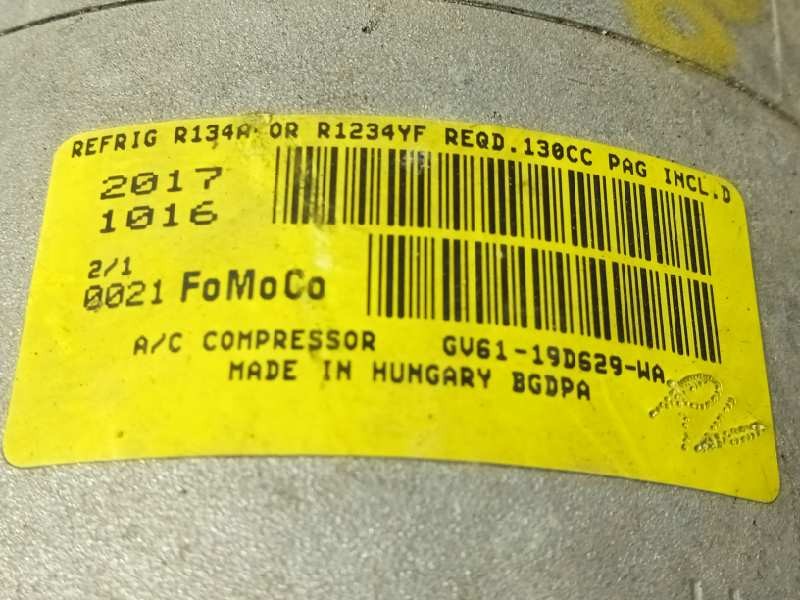 REFRIG R134A OR R1234YF REQD.130CC PAG INCL.D
2017
1016
2/1
0021 FoMoCo
A/C COMPRESSOR GV61-19D629-WA
MADE IN HUNGARY BGDPA